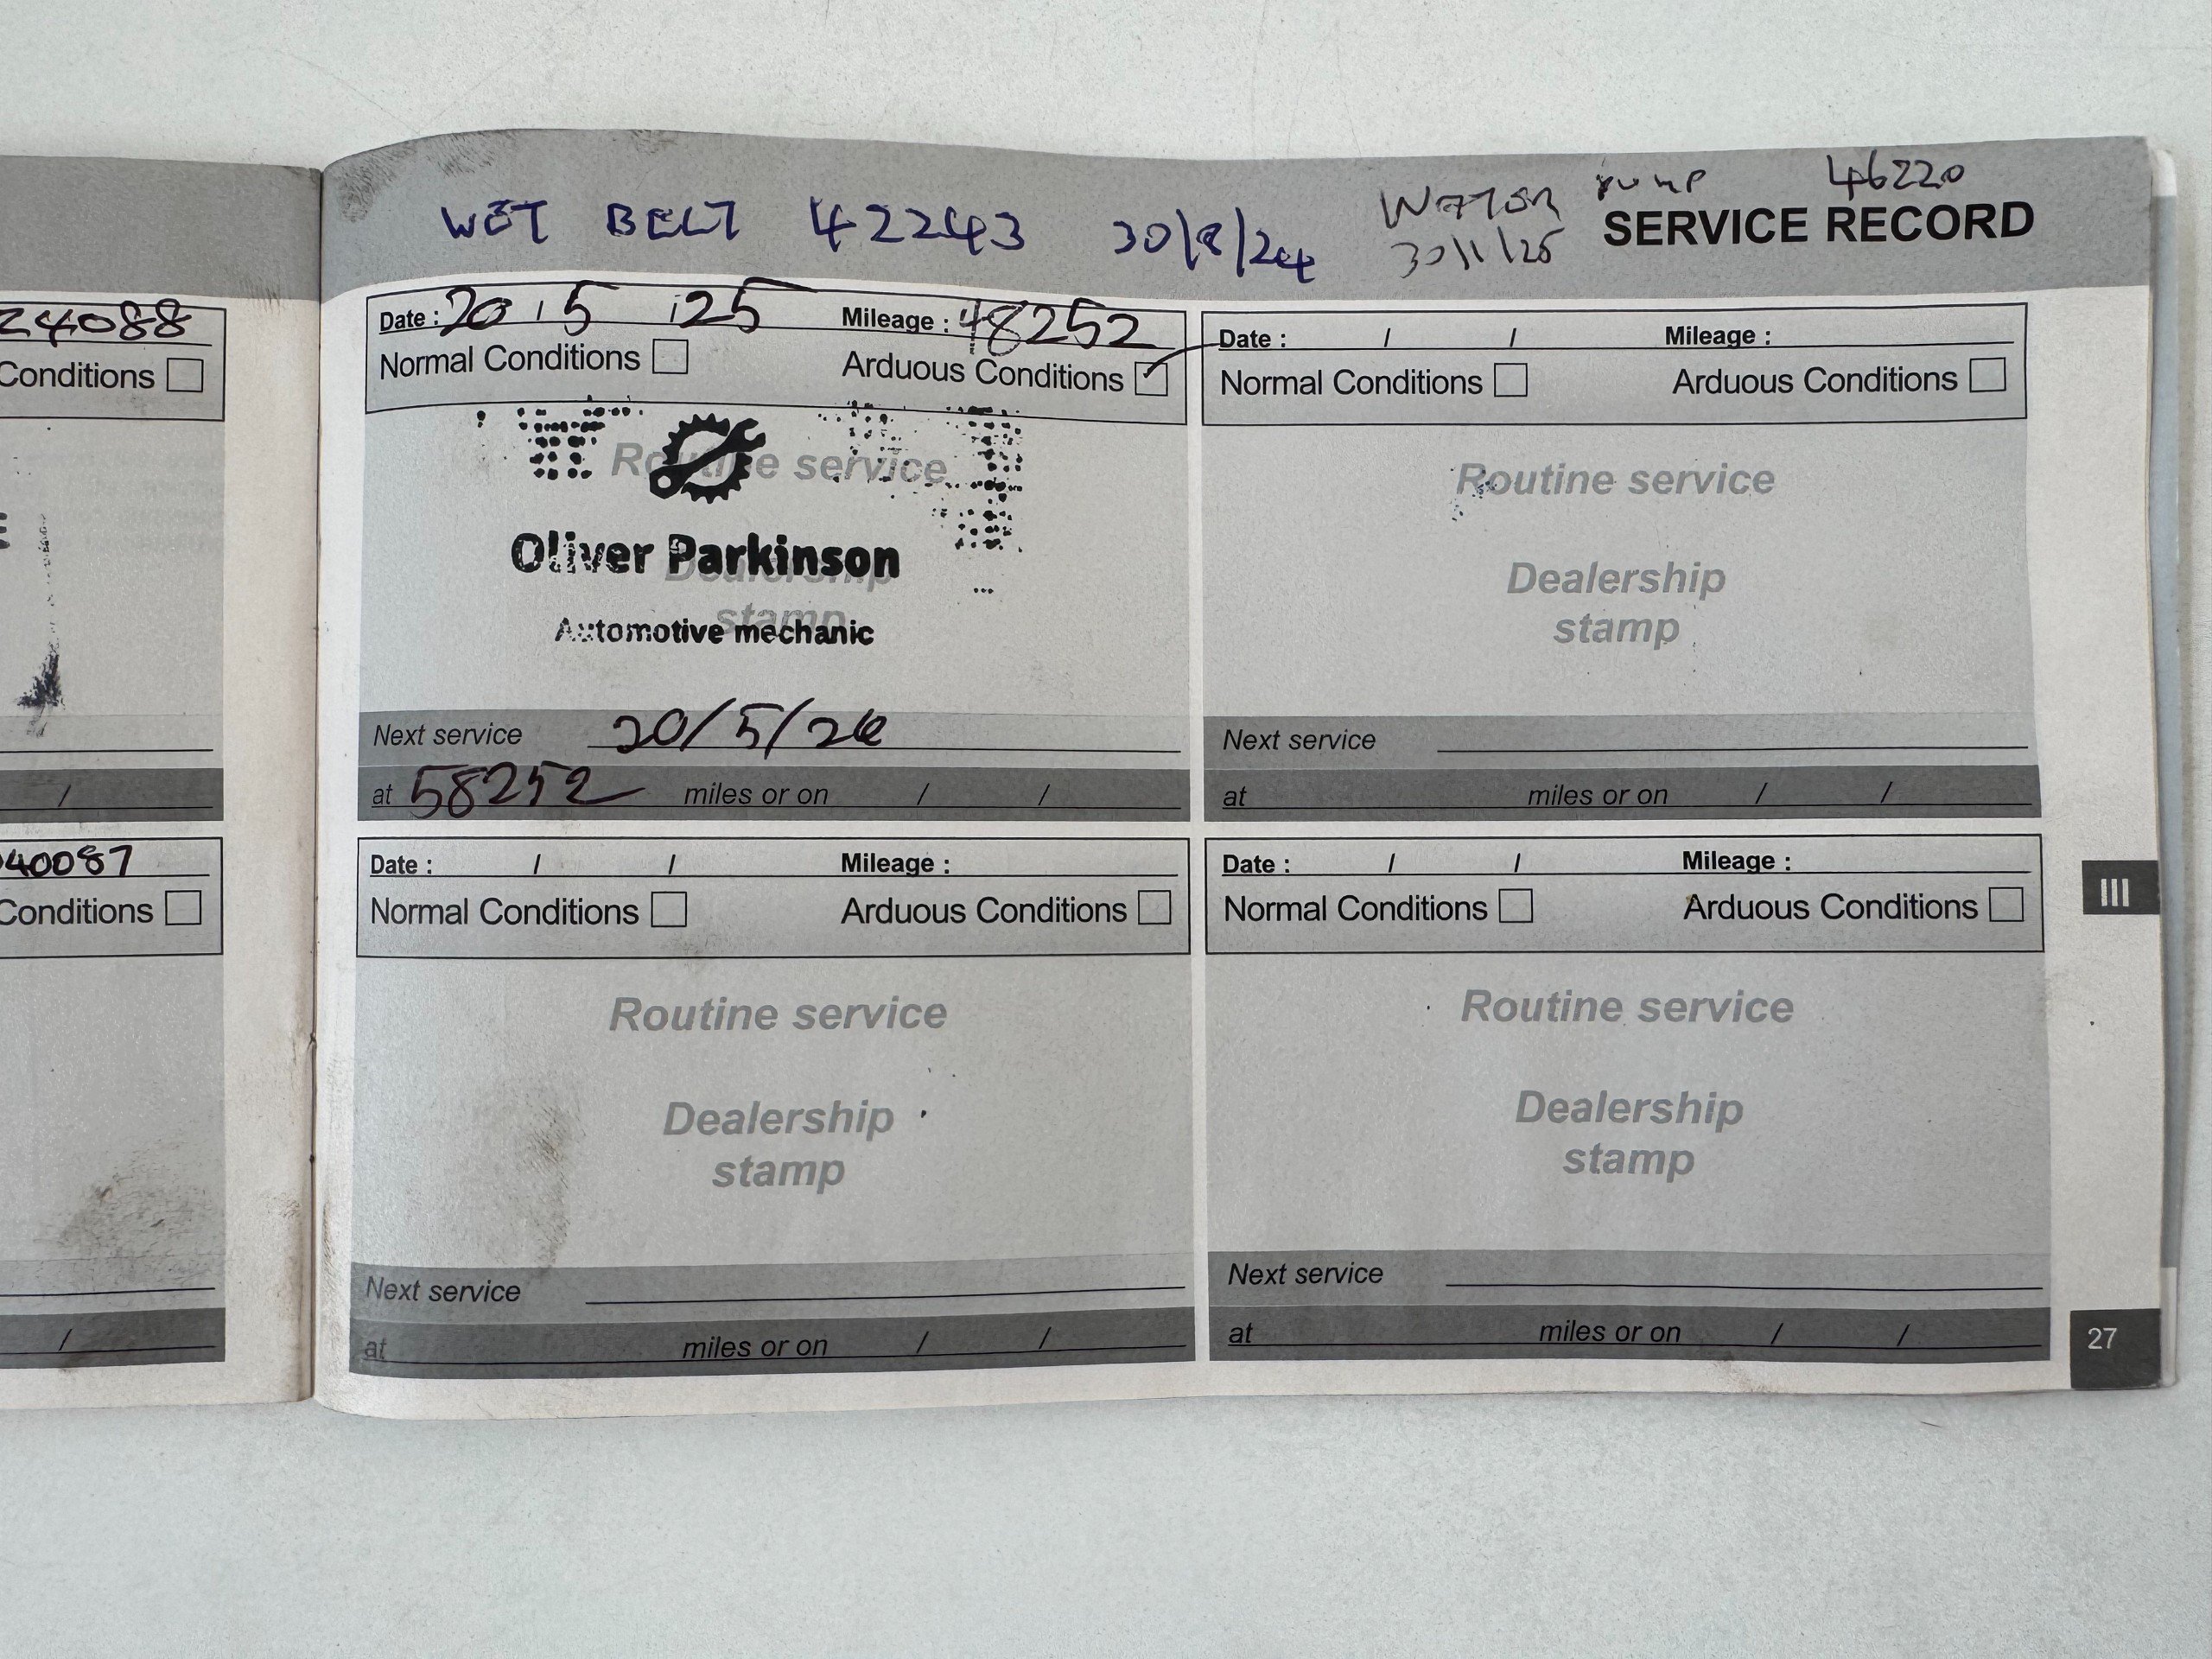 WET BELT 42243 30/8/24 WATER PUMP 46220
30/1/25
SERVICE RECORD
24088
Conditions
040087
Conditions
Date : 20 / 5 / 25 Mileage : 48252
Normal Conditions Arduous Conditions ✓
Routine service
Oliver Parkinson
Dealership
stamp
Automotive mechanic
Next service 20/5/26
at 58252 miles or on / /
Date : / / Mileage :
Normal Conditions Arduous Conditions
Routine service
Dealership
stamp
Next service
at miles or on / /
Date : / / Mileage :
Normal Conditions Arduous Conditions
Routine service
Dealership
stamp
Next service
at miles or on / /
Date : / / Mileage :
Normal Conditions Arduous Conditions
Routine service
Dealership
stamp
Next service
at miles or on / /
III
27